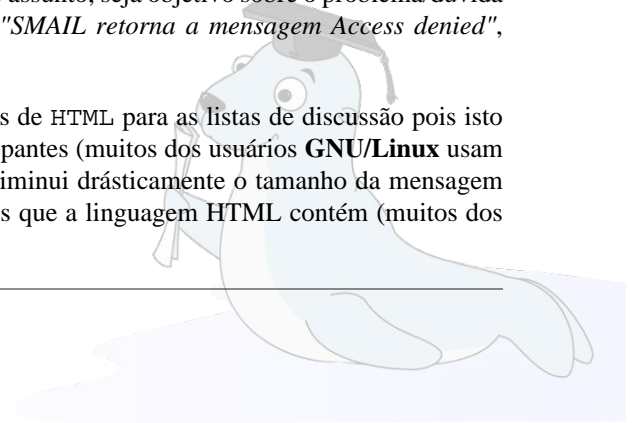 assunto, seja objetivo sobre o problema/dúvida
"SMAIL retorna a mensagem Access denied",
s de HTML para as listas de discussão pois isto
pantes (muitos dos usuários GNU/Linux usam
iminui drásticamente o tamanho da mensagem
s que a linguagem HTML contém (muitos dos